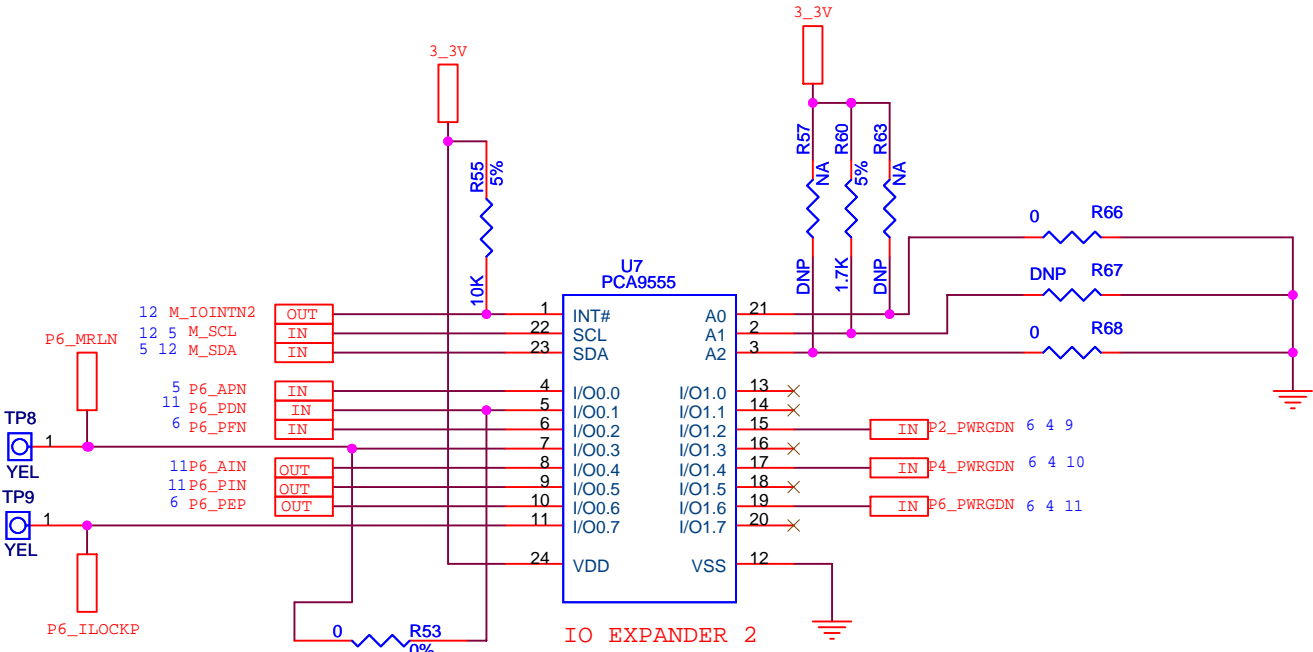 3_3V
3_3V
R55
5%
10K
R57
NA
DNP
R60
5%
1.7K
R63
NA
DNP
0 R66
DNP R67
0 R68
U7
PCA9555
12 M_IOINTN2 OUT 1 INT# A0 21
12 5 M_SCL IN 22 SCL A1 2
5 12 M_SDA IN 23 SDA A2 3
P6_MRLN
5 P6_APN IN 4 I/O0.0 I/O1.0 13
11 P6_PDN IN 5 I/O0.1 I/O1.1 14
6 P6_PFN IN 6 I/O0.2 I/O1.2 15 IN P2_PWRGDN 6 4 9
TP8
1
YEL
7 I/O0.3 I/O1.3 16
11 P6_AIN OUT 8 I/O0.4 I/O1.4 17 IN P4_PWRGDN 6 4 10
11 P6_PIN OUT 9 I/O0.5 I/O1.5 18
6 P6_PEP OUT 10 I/O0.6 I/O1.6 19 IN P6_PWRGDN 6 4 11
TP9
1
YEL
11 I/O0.7 I/O1.7 20
24 VDD VSS 12
P6_ILOCKP
0 R53
0%
IO EXPANDER 2